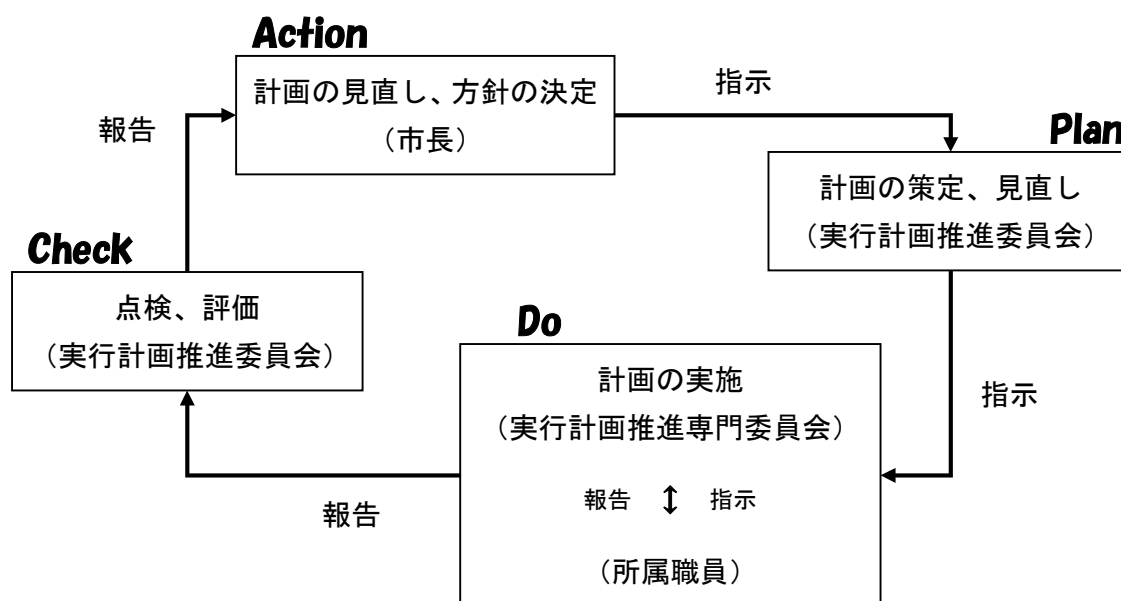 Action
計画の見直し、方針の決定
（市長）
指示
報告
Plan
計画の策定、見直し
（実行計画推進委員会）
Check
点検、評価
（実行計画推進委員会）
Do
計画の実施
（実行計画推進専門委員会）
報告 ↕ 指示
（所属職員）
指示
報告